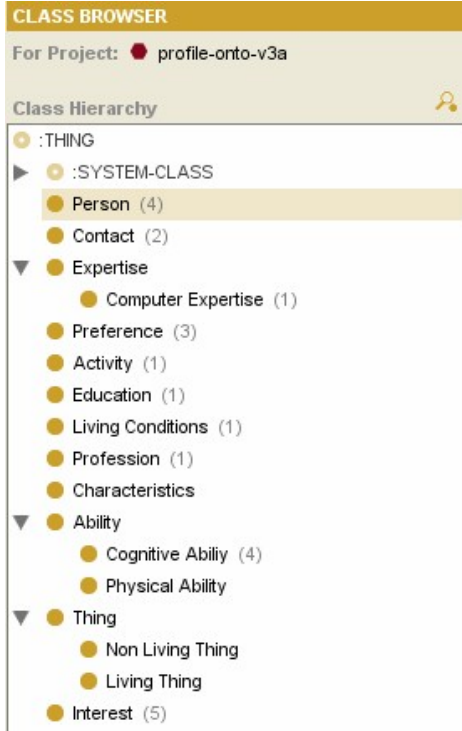 CLASS BROWSER
For Project: profile-onto-v3a
Class Hierarchy
:THING
:SYSTEM-CLASS
Person (4)
Contact (2)
Expertise
Computer Expertise (1)
Preference (3)
Activity (1)
Education (1)
Living Conditions (1)
Profession (1)
Characteristics
Ability
Cognitive Abiliy (4)
Physical Ability
Thing
Non Living Thing
Living Thing
Interest (5)